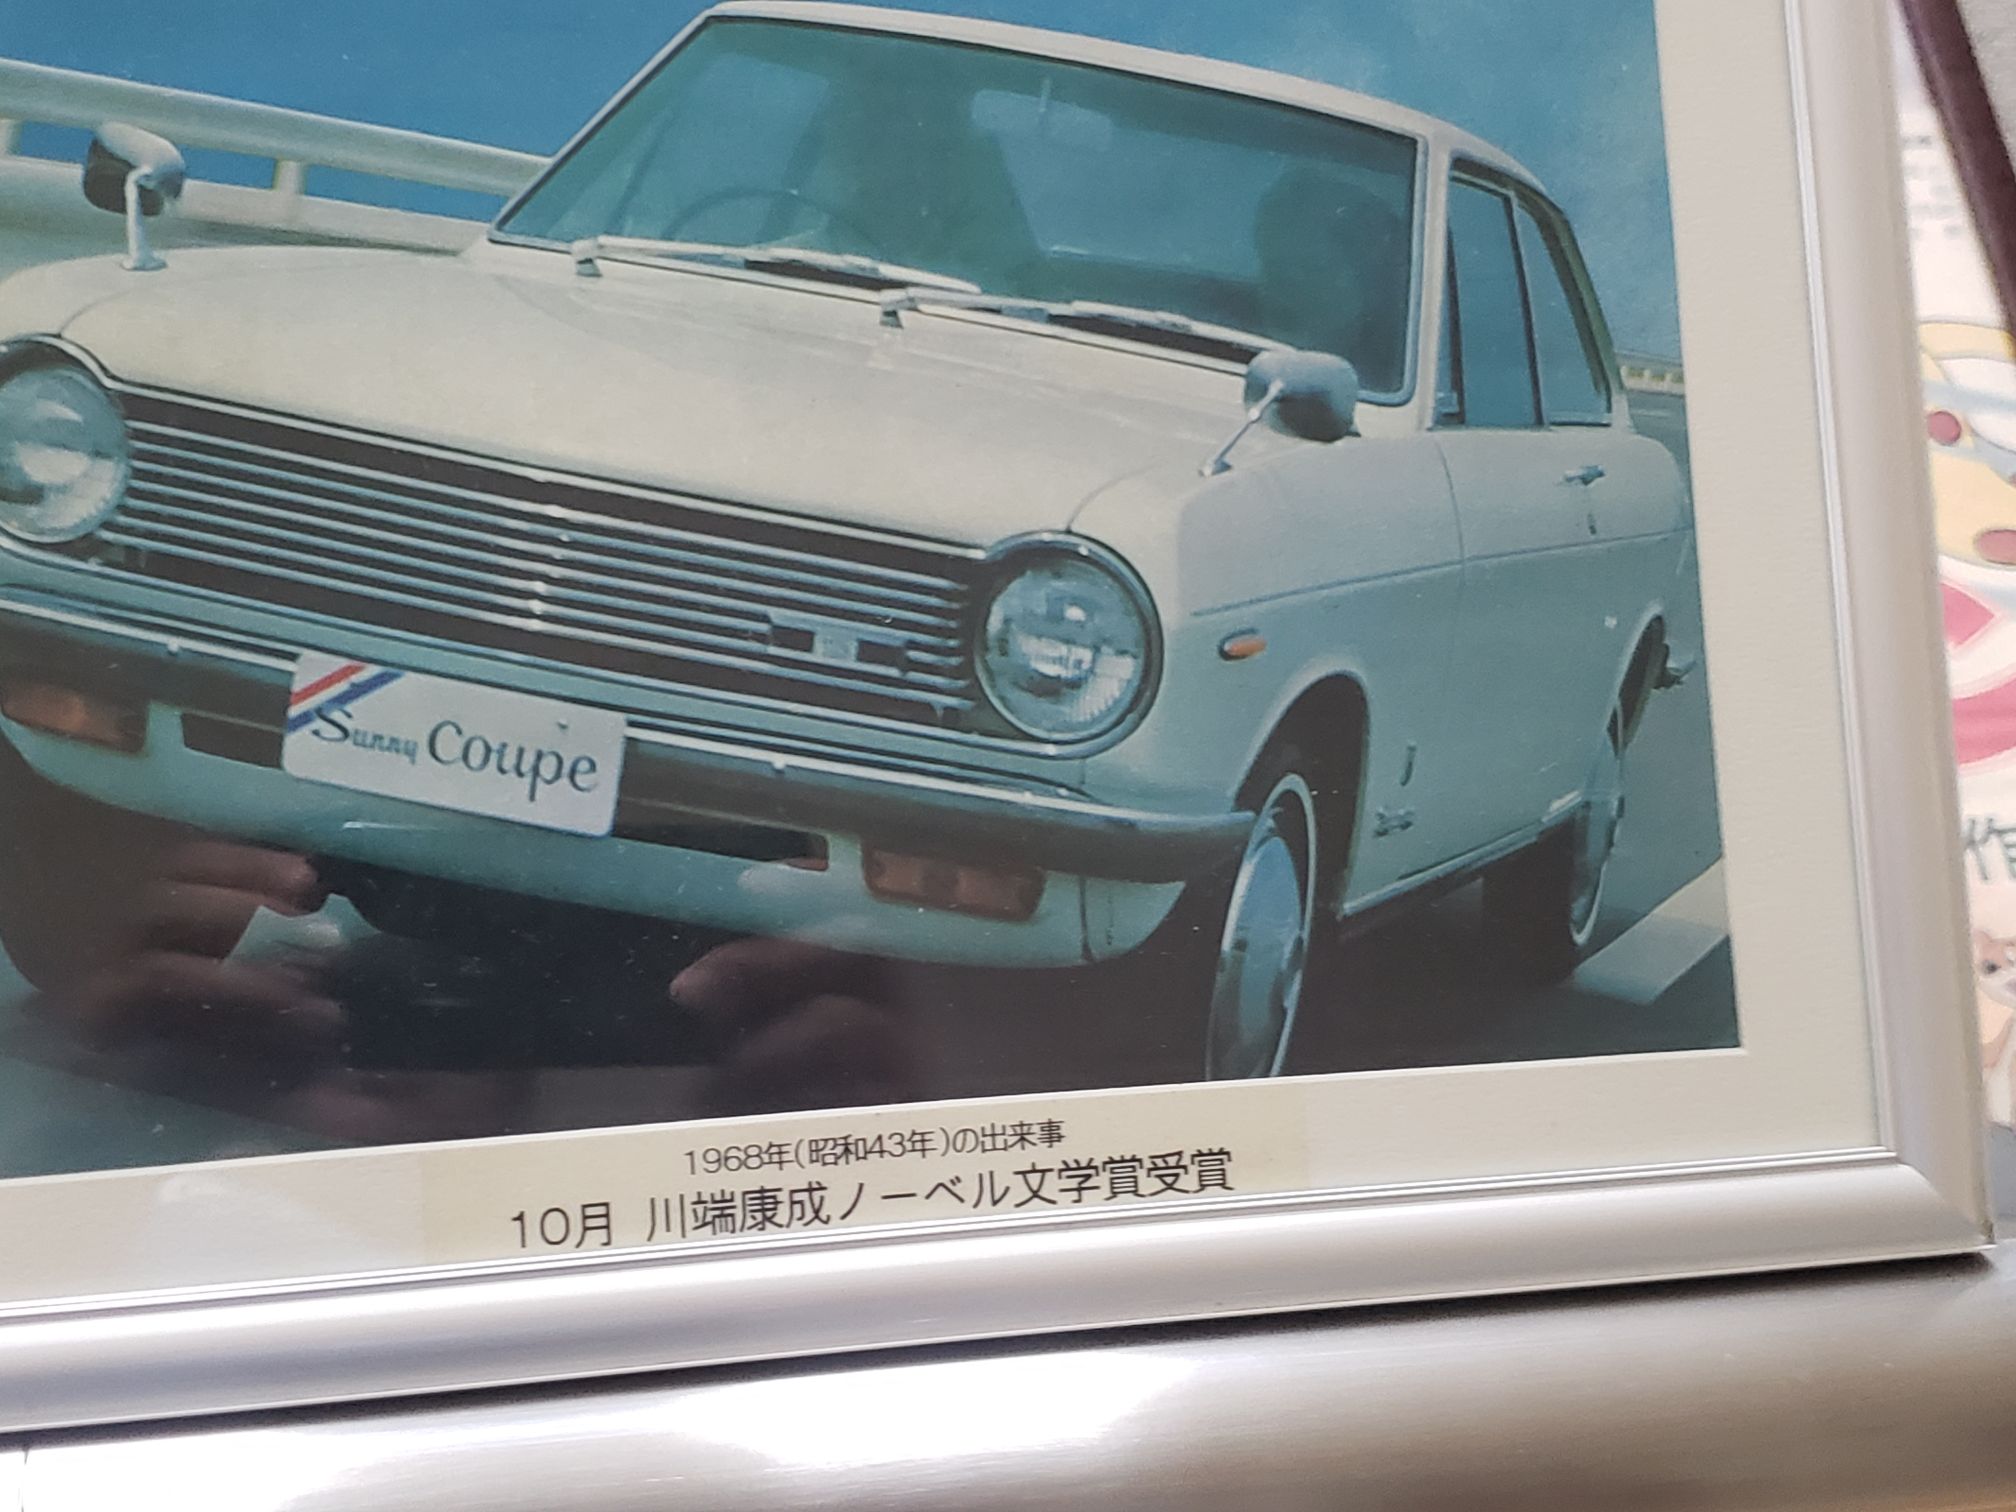 Sunny Coupe
1968年(昭和43年)の出来事
10月 川端康成ノーベル文学賞受賞